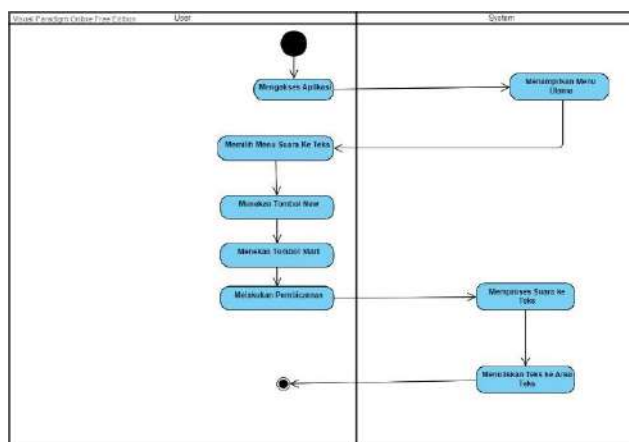 Visual Paradigm Online Free Edition
User
System
Mengakses Aplikasi
Menampilkan Menu
Utama
Memilih Menu Suara Ke Teks
Menekan Tombol New
Menekan Tombol Start
Melakukan Pembicaraan
Memproses Suara ke
Teks
Menuliskan Teks ke Area
Teks